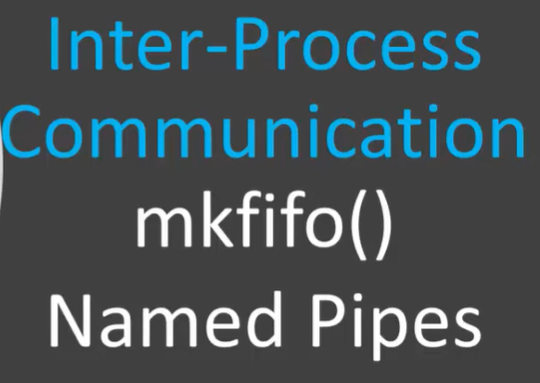 Inter-Process
Communication
mkfifo()
Named Pipes